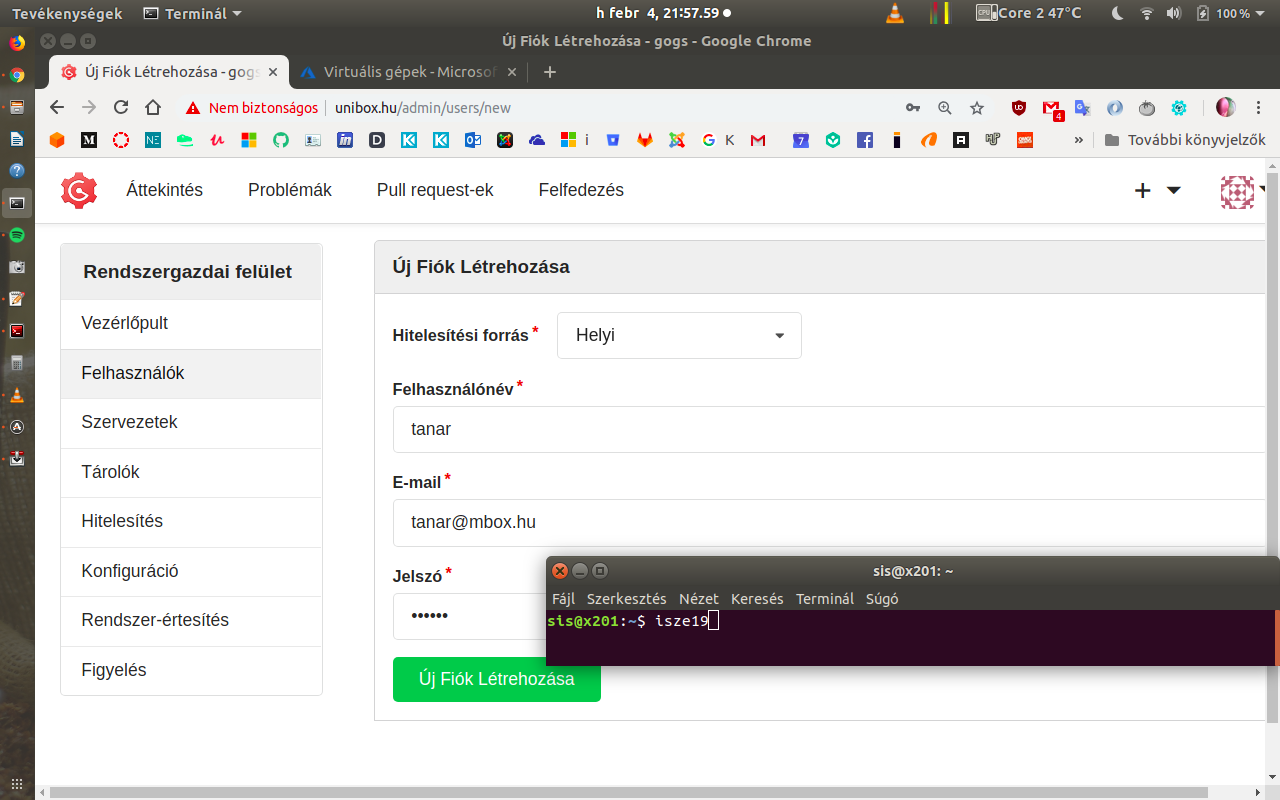 Tevékenységek Terminál h febr 4, 21:57.59 Core 2 47°C 100 %
Új Fiók Létrehozása - gogs - Google Chrome
Új Fiók Létrehozása - gogs Virtuális gépek - Microsof
Nem biztonságos unibox.hu/admin/users/new 4
M NE D K K i G K 7 A » További könyvjelzők
Áttekintés Problémák Pull request-ek Felfedezés
Rendszergazdai felület
Vezérlőpult
Felhasználók
Szervezetek
Tárolók
Hitelesítés
Konfiguráció
Rendszer-értesítés
Figyelés
Új Fiók Létrehozása
Hitelesítési forrás * Helyi
Felhasználónév *
tanar
E-mail *
tanar@mbox.hu
Jelszó *
••••••
Új Fiók Létrehozása
sis@x201: ~
Fájl Szerkesztés Nézet Keresés Terminál Súgó
sis@x201:~$ isze19